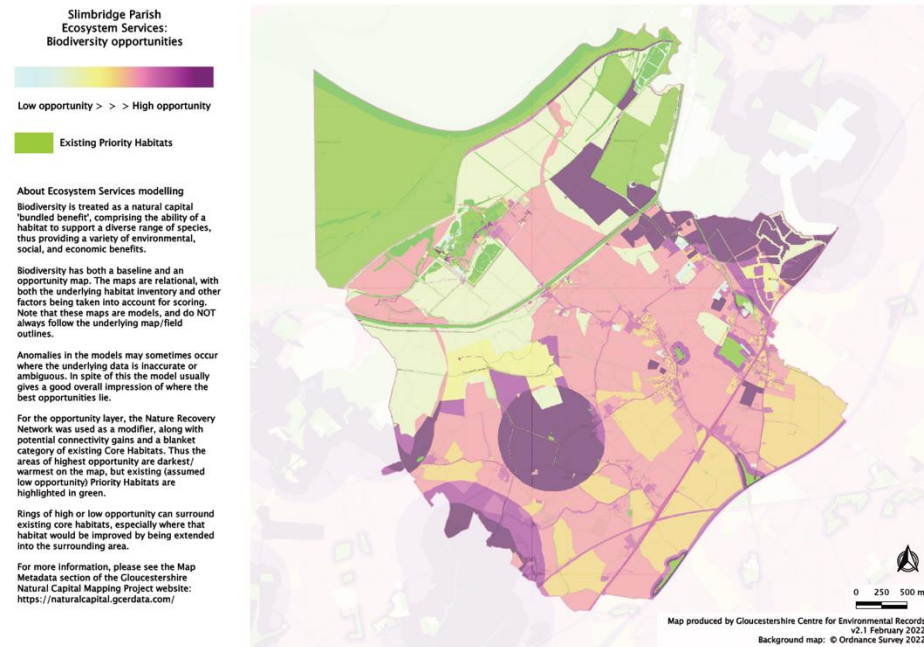 Slimbridge Parish
Ecosystem Services:
Biodiversity opportunities
Low opportunity > > > High opportunity
Existing Priority Habitats
About Ecosystem Services modelling
Biodiversity is treated as a natural capital
'bundled benefit', comprising the ability of a
habitat to support a diverse range of species,
thus providing a variety of environmental,
social, and economic benefits.
Biodiversity has both a baseline and an
opportunity map. The maps are relational, with
both the underlying habitat inventory and other
factors being taken into account for scoring.
Note that these maps are models, and do NOT
always follow the underlying map/field
outlines.
Anomalies in the models may sometimes occur
where the underlying data is inaccurate or
ambiguous. In spite of this the model usually
gives a good overall impression of where the
best opportunities lie.
For the opportunity layer, the Nature Recovery
Network was used as a modifier, along with
potential connectivity gains and a blanket
category of existing Core Habitats. Thus the
areas of highest opportunity are darkest/
warmest on the map, but existing (assumed
low opportunity) Priority Habitats are
highlighted in green.
Rings of high or low opportunity can surround
existing core habitats, especially where that
habitat would be improved by being extended
into the surrounding area.
For more information, please see the Map
Metadata section of the Gloucestershire
Natural Capital Mapping Project website:
https://naturalcapital.gcerdata.com/
0 250 500 m
Map produced by Gloucestershire Centre for Environmental Records
v2.1 February 2022
Background map: © Ordnance Survey 2022